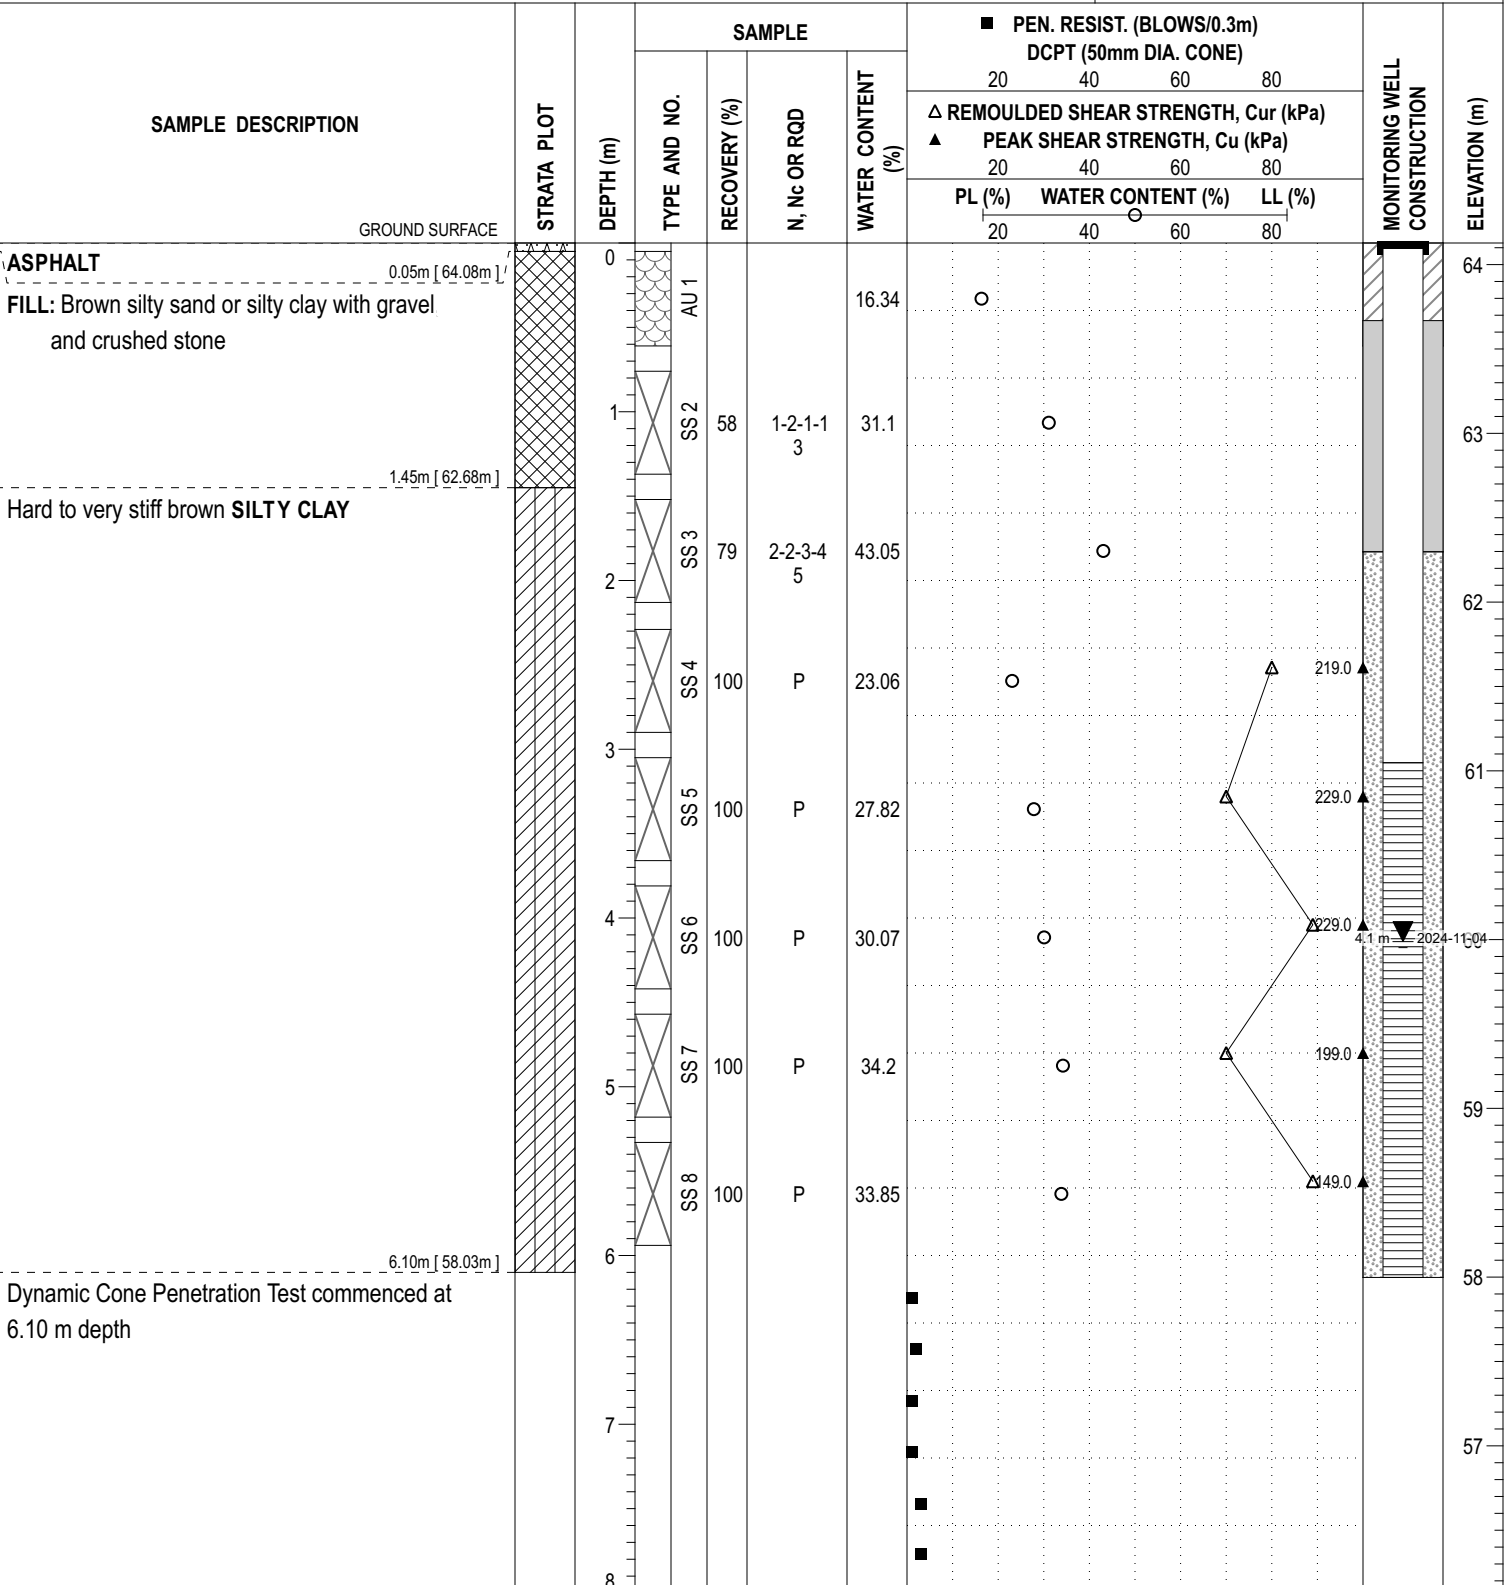 SAMPLE
■ PEN. RESIST. (BLOWS/0.3m)
DCPT (50mm DIA. CONE)
20 40 60 80
△ REMOULDED SHEAR STRENGTH, Cur (kPa)
▲ PEAK SHEAR STRENGTH, Cu (kPa)
20 40 60 80
PL (%) WATER CONTENT (%) LL (%)
20 40 60 80
SAMPLE DESCRIPTION
GROUND SURFACE
STRATA PLOT
DEPTH (m)
TYPE AND NO.
RECOVERY (%)
N, Nc OR RQD
WATER CONTENT
(%)
MONITORING WELL
CONSTRUCTION
ELEVATION (m)
ASPHALT
0.05m [ 64.08m ]
0
64
FILL: Brown silty sand or silty clay with gravel
and crushed stone
AU 1
16.34
1
SS 2
58
1-2-1-1
3
31.1
63
1.45m [ 62.68m ]
Hard to very stiff brown SILTY CLAY
SS 3
79
2-2-3-4
5
43.05
2
62
SS 4
100
P
23.06
219.0
3
61
SS 5
100
P
27.82
229.0
4
SS 6
100
P
30.07
229.0
4.1 m
2024-11-04
60
SS 7
100
P
34.2
199.0
5
59
SS 8
100
P
33.85
149.0
6
6.10m [ 58.03m ]
58
Dynamic Cone Penetration Test commenced at
6.10 m depth
7
57
8